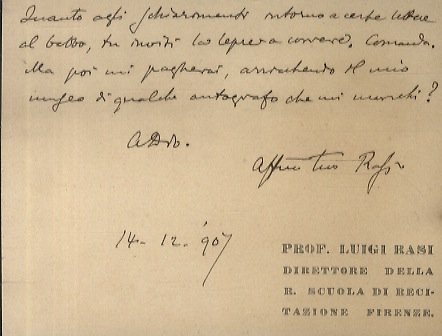 Quanto agli schiarimenti intorno a certe lettere
al babbo, tu inviti la lepre a correre. Comanda.
Ma poi mi pagherai, arricchendo il mio
museo di qualche autografo che mi manchi?
Addio.
Aff.mo tuo Rasi
14-12-'907
PROF. LUIGI RASI
DIRETTORE DELLA
R. SCUOLA DI RECI-
TAZIONE FIRENZE.